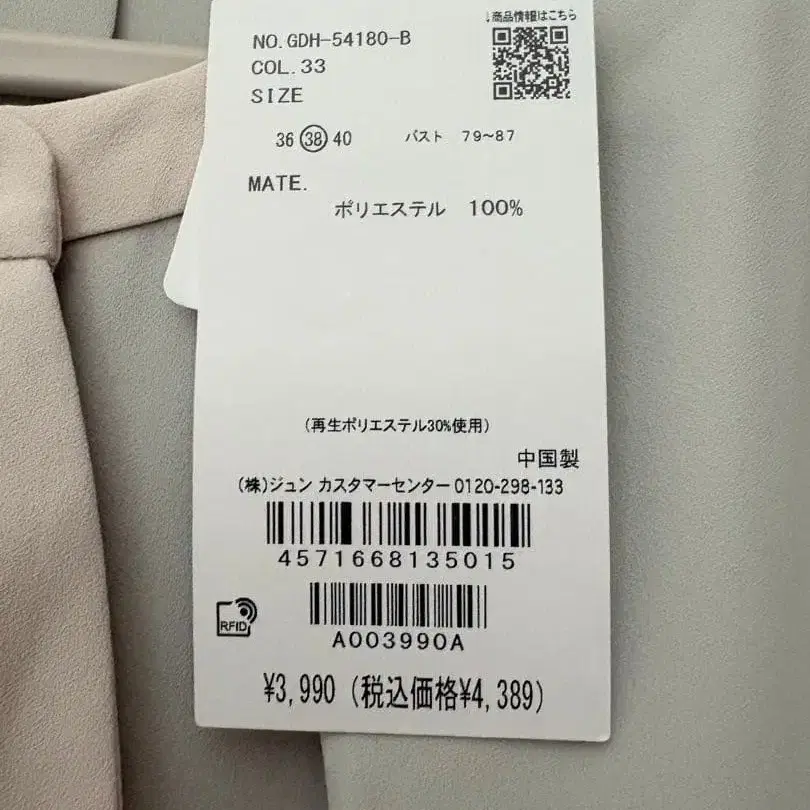 ↓商品情報はこちら
NO.GDH-54180-B
COL.33
SIZE
36 38 40 バスト 79～87
MATE.
ポリエステル 100%
(再生ポリエステル30%使用)
中国製
(株)ジュン カスタマーセンター 0120-298-133
4571668135015
RFID
A003990A
¥3,990 (税込価格¥4,389)